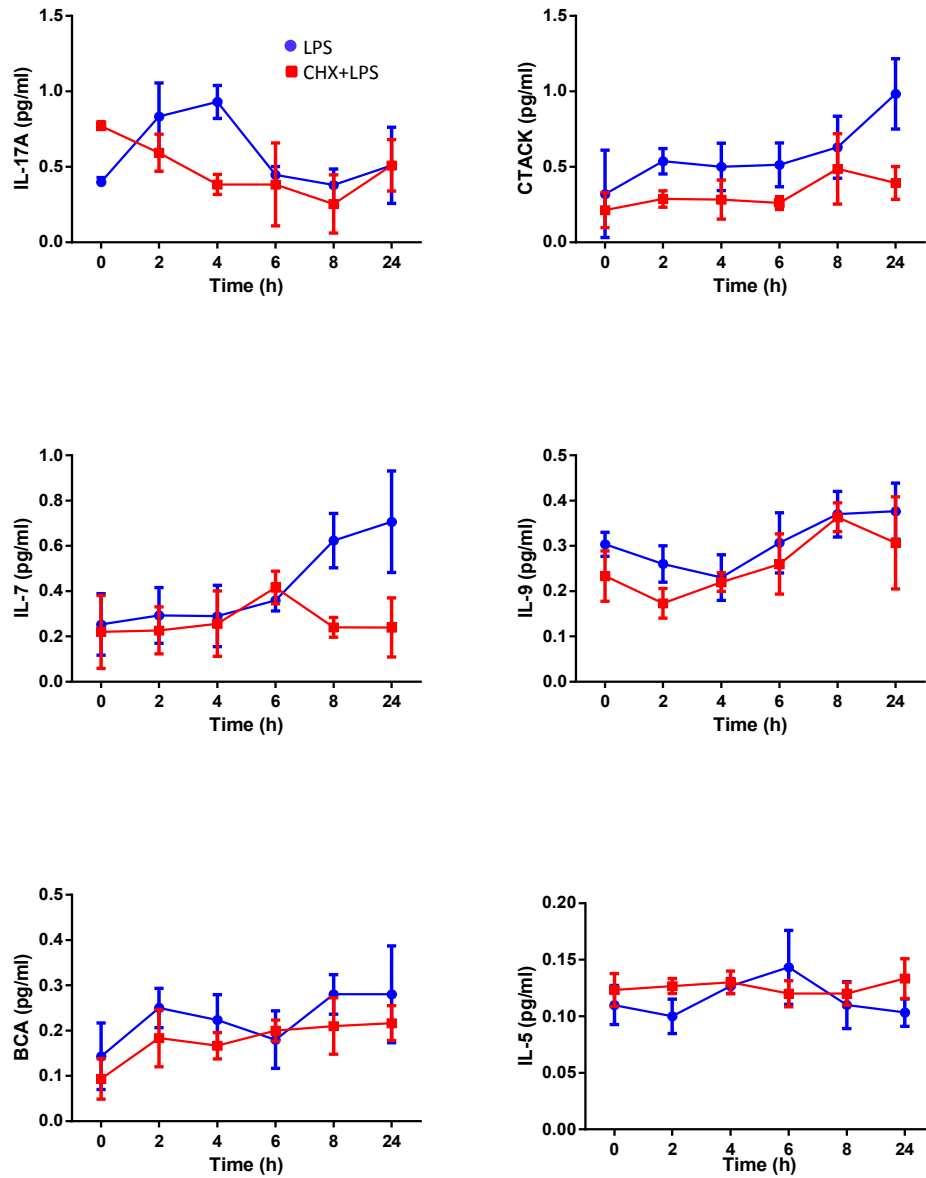 IL-17A (pg/ml)
1.5
1.0
0.5
0.0
LPS
CHX+LPS
0 2 4 6 8 24
Time (h)
CTACK (pg/ml)
1.5
1.0
0.5
0.0
0 2 4 6 8 24
Time (h)
IL-7 (pg/ml)
1.0
0.8
0.6
0.4
0.2
0.0
0 2 4 6 8 24
Time (h)
IL-9 (pg/ml)
0.5
0.4
0.3
0.2
0.1
0.0
0 2 4 6 8 24
Time (h)
BCA (pg/ml)
0.5
0.4
0.3
0.2
0.1
0.0
0 2 4 6 8 24
Time (h)
IL-5 (pg/ml)
0.20
0.15
0.10
0.05
0.00
0 2 4 6 8 24
Time (h)